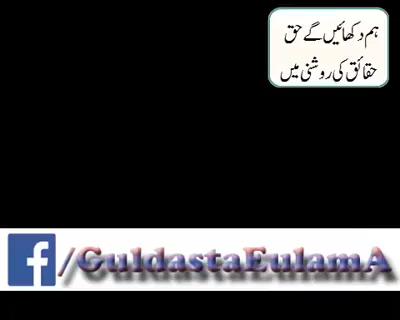 ہم دکھائیں گے حق
حقائق کی روشنی میں
f/GuldastaEulamA